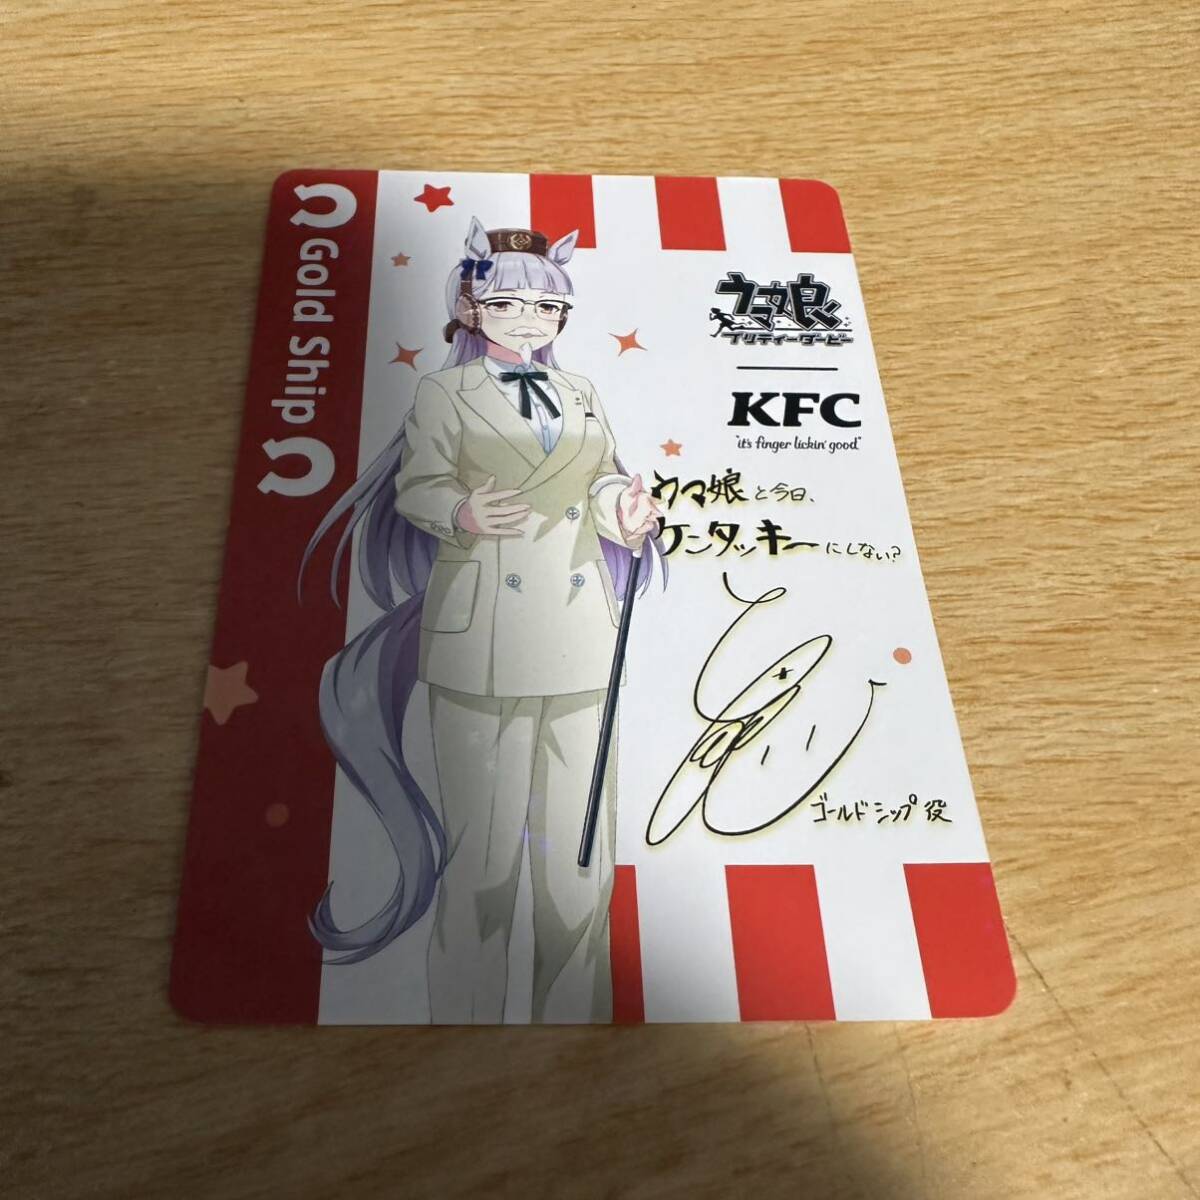 Gold Ship
ウマ娘
プリティーダービー
KFC
"it's finger lickin' good"
ウマ娘と今日、
ケンタッキーにしない?
ゴールドシップ役